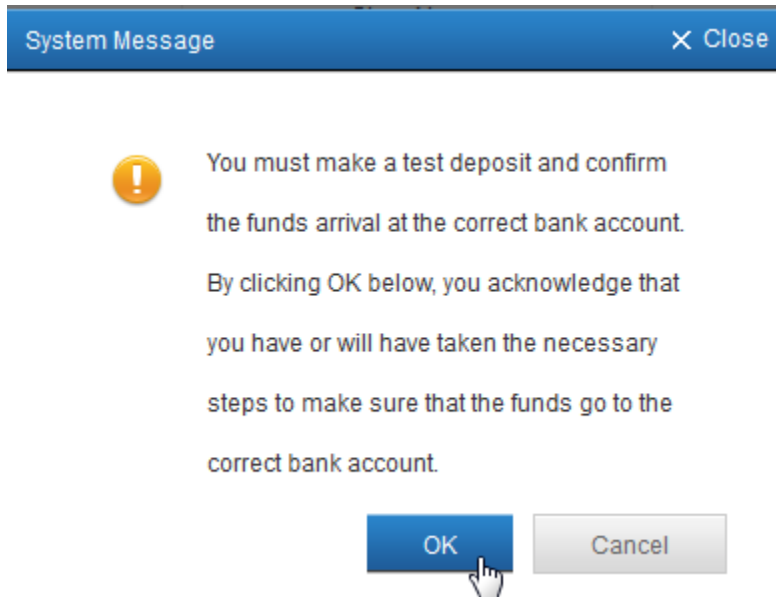 System Message
Close
You must make a test deposit and confirm
the funds arrival at the correct bank account.
By clicking OK below, you acknowledge that
you have or will have taken the necessary
steps to make sure that the funds go to the
correct bank account.
OK
Cancel